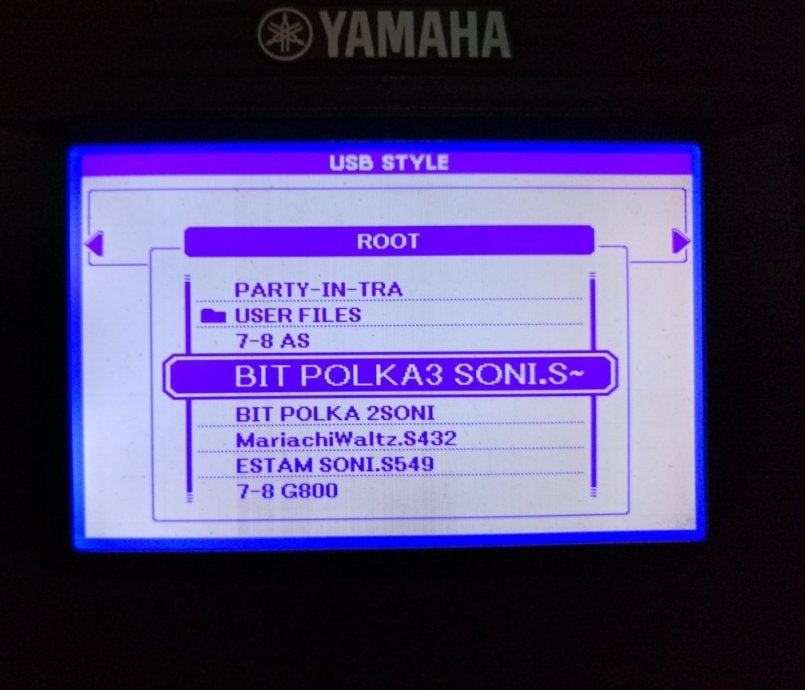 YAMAHA
USB STYLE
ROOT
PARTY-IN-TRA
USER FILES
7-8 AS
BIT POLKA3 SONI.S~
BIT POLKA 2SONI
MariachiWaltz.S432
ESTAM SONI.S549
7-8 G800